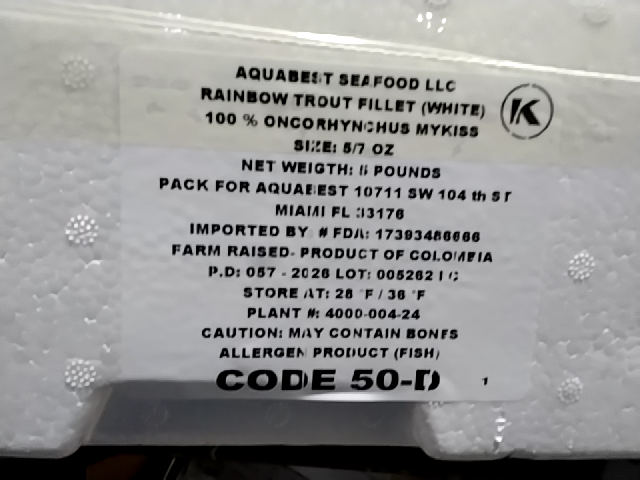 AQUABEST SEAFOOD LLC
RAINBOW TROUT FILLET (WHITE)
K
100 % ONCORHYNCHUS MYKISS
SIZE: 5/7 OZ
NET WEIGTH: POUNDS
PACK FOR AQUABEST 10711 SW 104 th ST
MIAMI FL 33176
IMPORTED BY: # FDA: 17393486666
FARM RAISED- PRODUCT OF COLOMBIA
P.D: 057 - 2026 LOT:
STORE AT: 28 °F / 36 °F
PLANT #: 4000-004-24
CAUTION: MAY CONTAIN BONES
ALLERGEN PRODUCT (FISH)
CODE 50-D
1